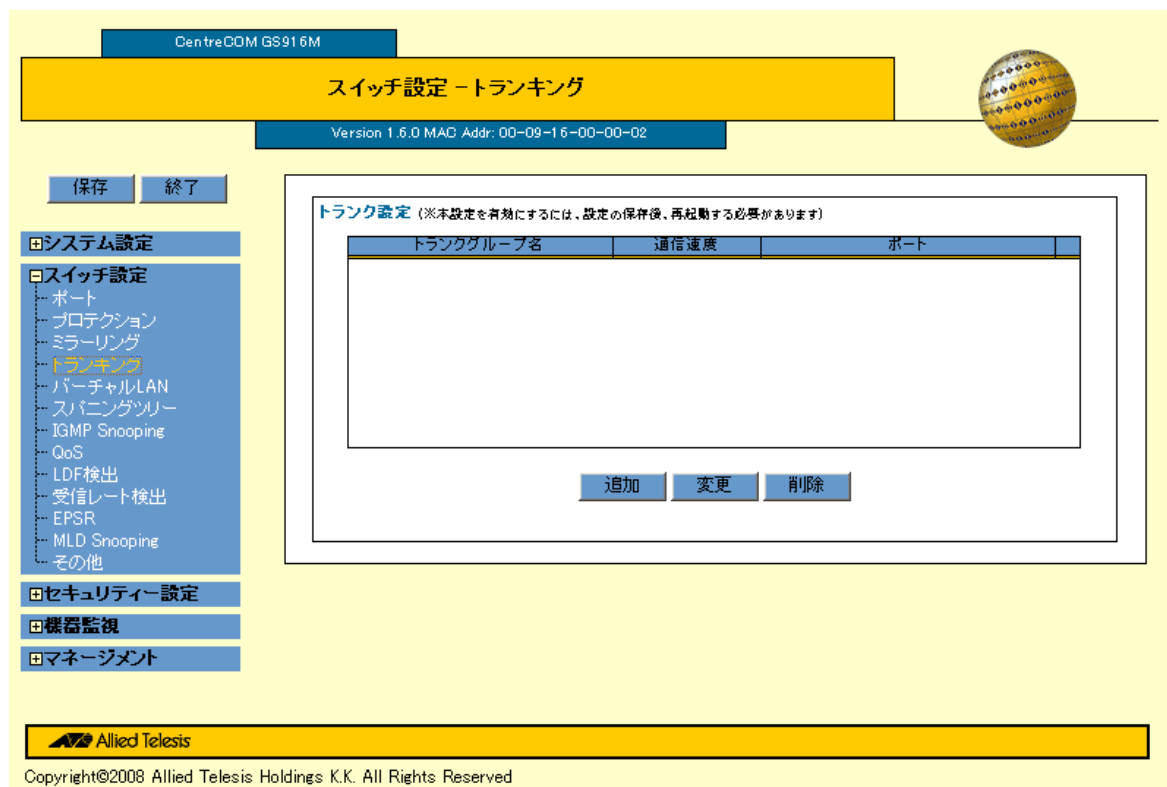 CentreCOM GS916M
スイッチ設定 －トランキング
Version 1.6.0 MAC Addr: 00-09-16-00-00-02
保存 終了
システム設定
スイッチ設定
ポート
プロテクション
ミラーリング
トランキング
バーチャルLAN
スパニングツリー
IGMP Snooping
QoS
LDF検出
受信レート検出
EPSR
MLD Snooping
その他
セキュリティー設定
機器監視
マネージメント
トランク設定 (※本設定を有効にするには、設定の保存後、再起動する必要があります)
トランクグループ名 通信速度 ポート
追加 変更 削除
Allied Telesis
Copyright©2008 Allied Telesis Holdings K.K. All Rights Reserved